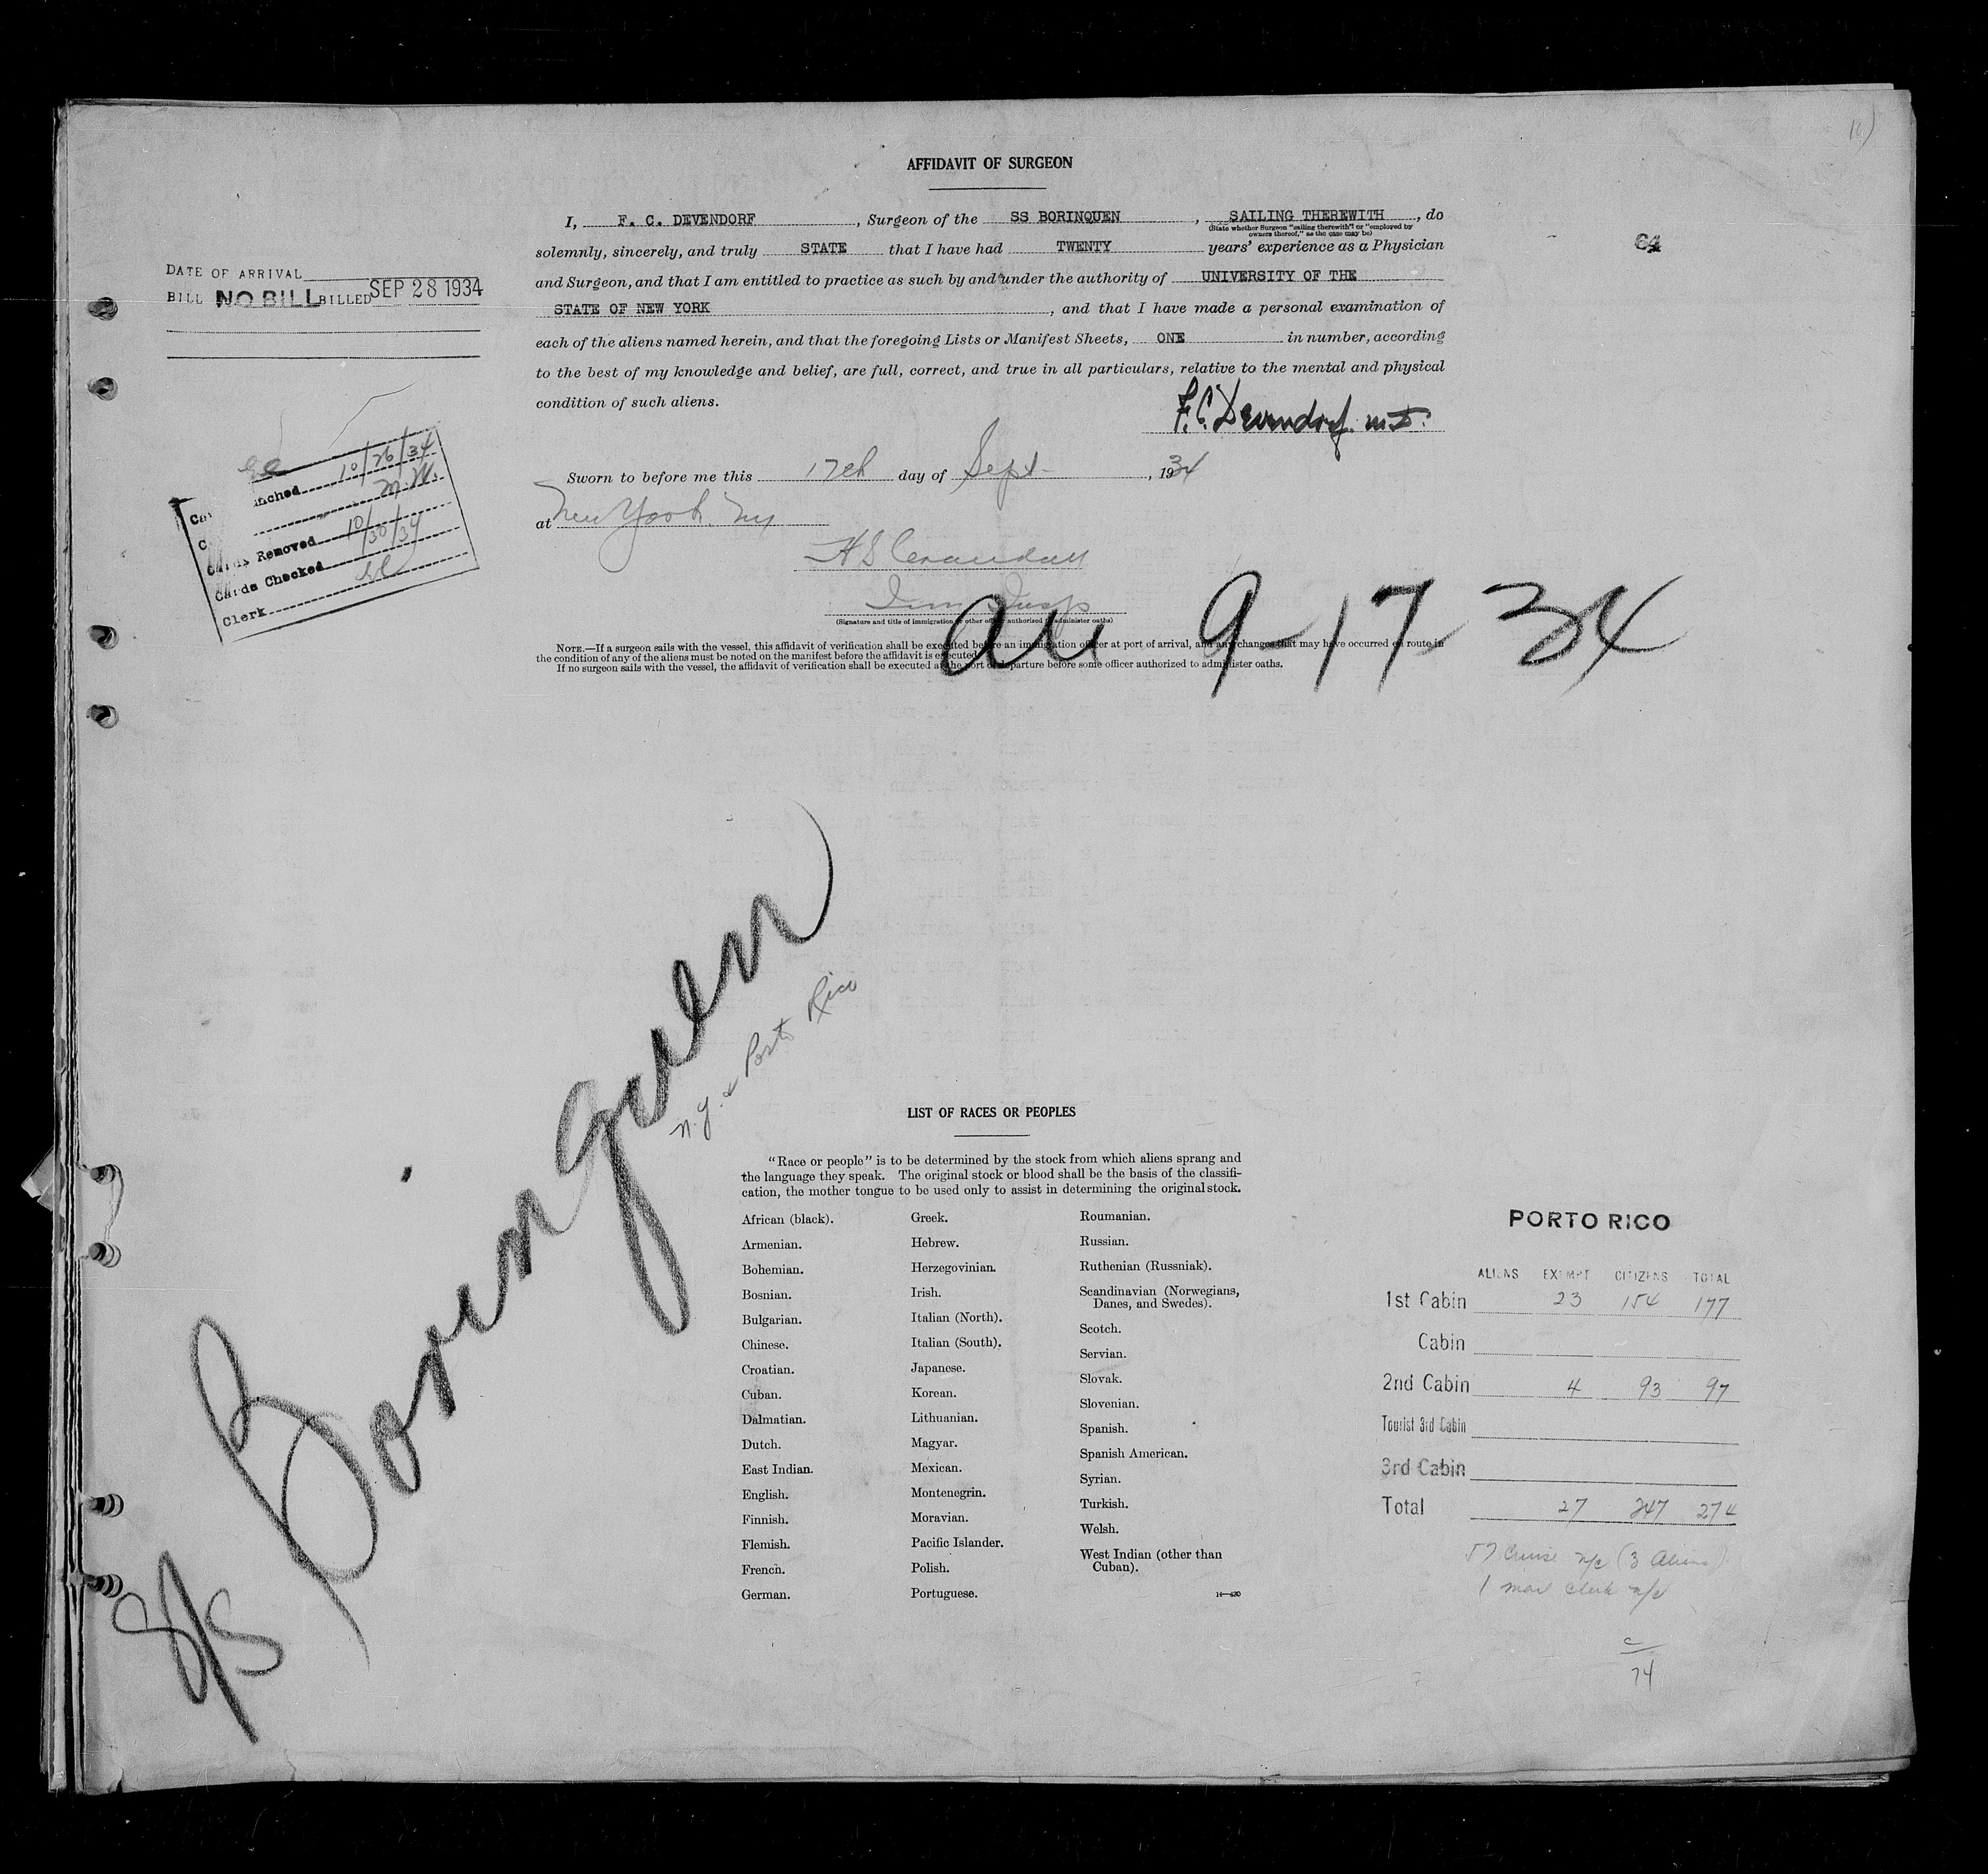 AFFIDAVIT OF SURGEON
I, F. C. DEVENDORF, Surgeon of the SS BORINQUEN, SAILING THEREWITH, do
(State whether Surgeon "sailing therewith" or "employed by
owners thereof," as the case may be)
solemnly, sincerely, and truly STATE that I have had TWENTY years' experience as a Physician
and Surgeon, and that I am entitled to practice as such by and under the authority of UNIVERSITY OF THE
STATE OF NEW YORK, and that I have made a personal examination of
each of the aliens named herein, and that the foregoing Lists or Manifest Sheets, ONE in number, according
to the best of my knowledge and belief, are full, correct, and true in all particulars, relative to the mental and physical
condition of such aliens.
F.C. Devendorf. M.D.
Sworn to before me this 17th day of Sept, 1934
at New York. NY
H S Crandall
Imm Insp
(Signature and title of immigration or other officer authorized to administer oaths)
NOTE.—If a surgeon sails with the vessel, this affidavit of verification shall be executed before an immigration officer at port of arrival, and any changes that may have occurred en route in
the condition of any of the aliens must be noted on the manifest before the affidavit is executed.
If no surgeon sails with the vessel, the affidavit of verification shall be executed at the port of departure before some officer authorized to administer oaths.
64
DATE OF ARRIVAL
BILL NO BILL BILLED SEP 28 1934
10/26/34
M.M.
Cards Removed 10/30/34
Cards Checked
Clerk
9-17 34
S/S Borinquen
N.Y. & Porto Rico
LIST OF RACES OR PEOPLES
"Race or people" is to be determined by the stock from which aliens sprang and
the language they speak. The original stock or blood shall be the basis of the classifi-
cation, the mother tongue to be used only to assist in determining the original stock.
African (black).
Armenian.
Bohemian.
Bosnian.
Bulgarian.
Chinese.
Croatian.
Cuban.
Dalmatian.
Dutch.
East Indian.
English.
Finnish.
Flemish.
French.
German.
Greek.
Hebrew.
Herzegovinian.
Irish.
Italian (North).
Italian (South).
Japanese.
Korean.
Lithuanian.
Magyar.
Mexican.
Montenegrin.
Moravian.
Pacific Islander.
Polish.
Portuguese.
Roumanian.
Russian.
Ruthenian (Russniak).
Scandinavian (Norwegians,
Danes, and Swedes).
Scotch.
Servian.
Slovak.
Slovenian.
Spanish.
Spanish American.
Syrian.
Turkish.
Welsh.
West Indian (other than
Cuban).
PORTO RICO
ALIENS EXEMPT CITIZENS TOTAL
1st Cabin 23 154 177
Cabin
2nd Cabin 4 93 97
Tourist 3rd Cabin
3rd Cabin
Total 27 247 274
57 Cruise n/c (3 Aliens)
1 mail clerk n/c
c/74